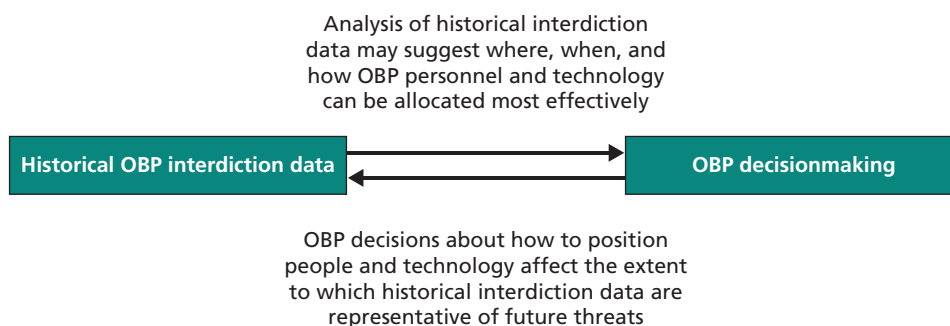 Analysis of historical interdiction
data may suggest where, when, and
how OBP personnel and technology
can be allocated most effectively
Historical OBP interdiction data
OBP decisionmaking
OBP decisions about how to position
people and technology affect the extent
to which historical interdiction data are
representative of future threats